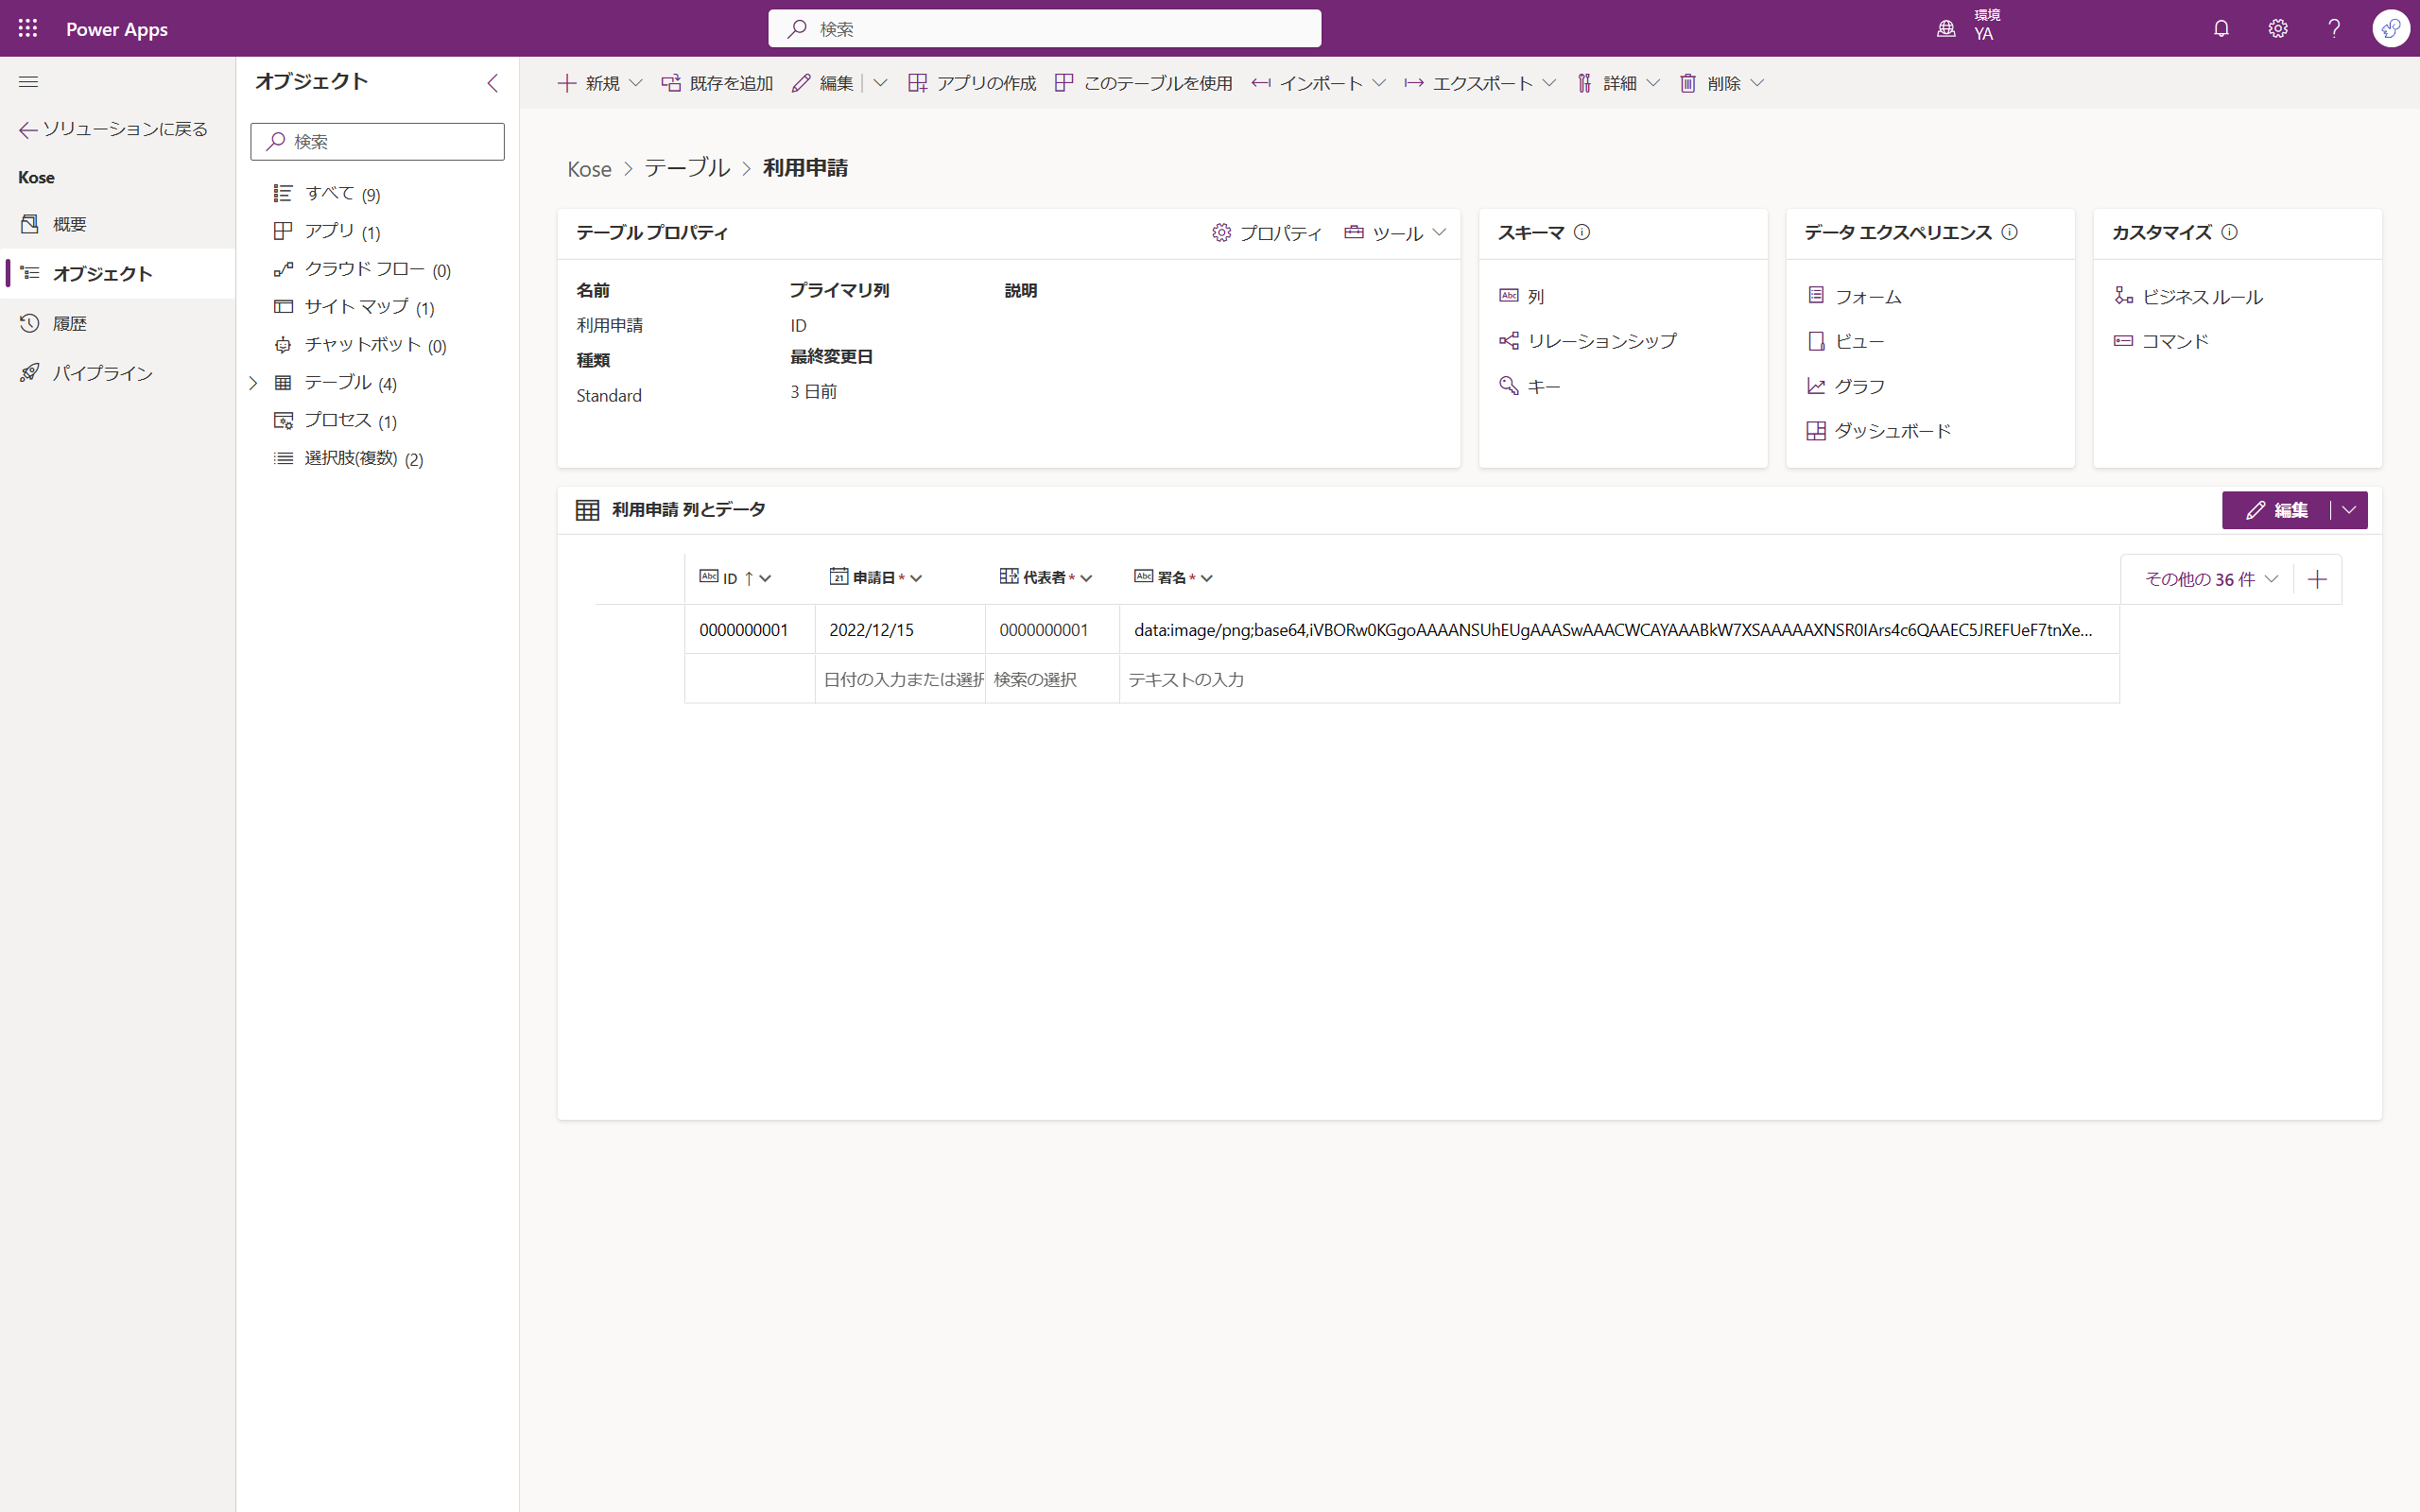 Power Apps
検索
環境
YA
ソリューションに戻る
Kose
概要
オブジェクト
履歴
パイプライン
オブジェクト
検索
すべて (9)
アプリ (1)
クラウド フロー (0)
サイト マップ (1)
チャットボット (0)
テーブル (4)
プロセス (1)
選択肢(複数) (2)
新規 既存を追加 編集 アプリの作成 このテーブルを使用 インポート エクスポート 詳細 削除
Kose > テーブル > 利用申請
テーブル プロパティ プロパティ ツール
名前 プライマリ列 説明
利用申請 ID
種類 最終変更日
Standard 3 日前
スキーマ
列
リレーションシップ
キー
データ エクスペリエンス
フォーム
ビュー
グラフ
ダッシュボード
カスタマイズ
ビジネス ルール
コマンド
利用申請 列とデータ 編集
Abc ID ↑ 21 申請日 * 代表者 * Abc 署名 * その他の 36 件
0000000001 2022/12/15 0000000001 data:image/png;base64,iVBORw0KGgoAAAANSUhEUgAAASwAAACWCAYAAABkW7XSAAAAAXNSR0IArs4c6QAAEC5JREFUeF7tnXe...
日付の入力または選択 検索の選択 テキストの入力